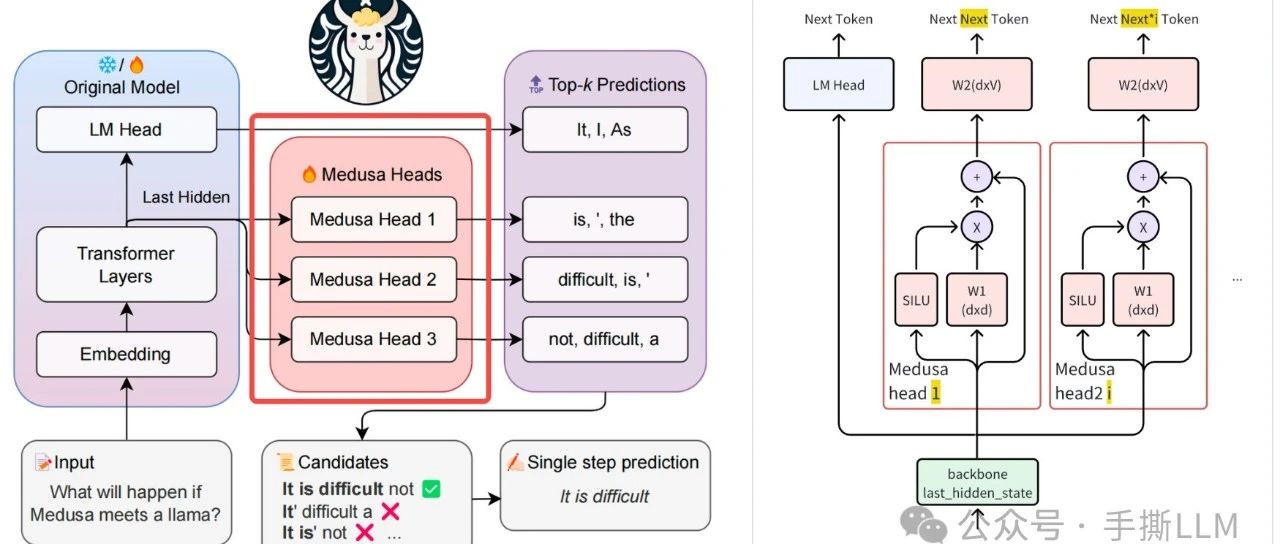 Original Model
LM Head
Last Hidden
Transformer
Layers
Embedding
Input
What will happen if
Medusa meets a llama?
Medusa Heads
Medusa Head 1
Medusa Head 2
Medusa Head 3
TOP
Top-k Predictions
It, I, As
is, ', the
difficult, is, '
not, difficult, a
Candidates
It is difficult not
It' difficult a
It is' not ...
Single step prediction
It is difficult
Next Token
Next Next Token
Next Next*i Token
LM Head
W2(dxV)
W2(dxV)
+
+
X
X
SILU
W1
(dxd)
SILU
W1
(dxd)
...
Medusa
head 1
Medusa
head2 i
backbone
last_hidden_state
公众号 · 手撕LLM